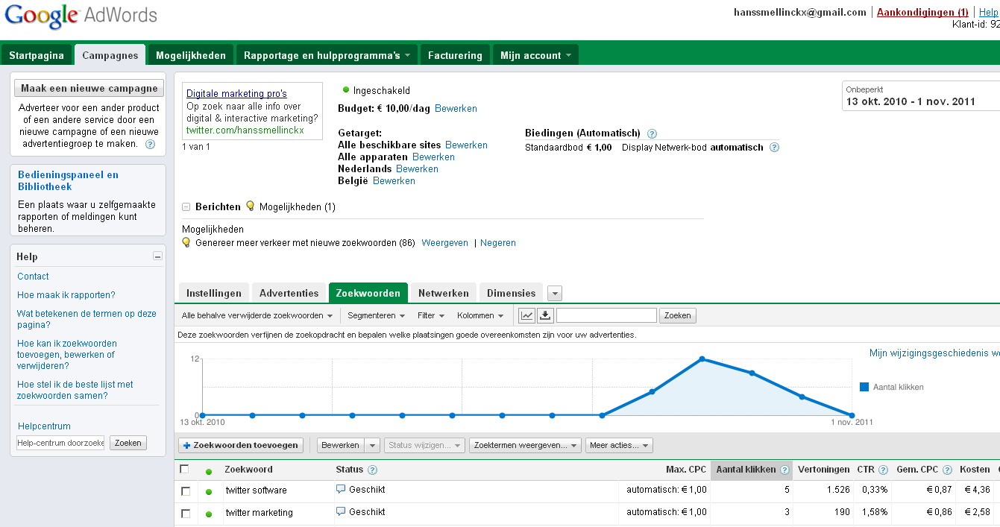 Google AdWords
hanssmellinckx@gmail.com | Aankondigingen (1) | Help
Klant-id: 92
Startpagina
Campagnes
Mogelijkheden
Rapportage en hulpprogramma's
Facturering
Mijn account
Maak een nieuwe campagne
Adverteer voor een ander product
of een andere service door een
nieuwe campagne of een nieuwe
advertentiegroep te maken. ?
Bedieningspaneel en
Bibliotheek
Een plaats waar u zelfgemaakte
rapporten of meldingen kunt
beheren.
Help
Contact
Hoe maak ik rapporten?
Wat betekenen de termen op deze
pagina?
Hoe kan ik zoekwoorden
toevoegen, bewerken of
verwijderen?
Hoe stel ik de beste lijst met
zoekwoorden samen?
Helpcentrum
Help-centrum doorzoeke
Zoeken
Digitale marketing pro's
Op zoek naar alle info over
digital & interactive marketing?
twitter.com/hanssmellinckx
1 van 1
Ingeschakeld
Budget: € 10,00/dag Bewerken
Getarget:
Alle beschikbare sites Bewerken
Alle apparaten Bewerken
Nederlands Bewerken
België Bewerken
Biedingen (Automatisch) ?
Standaardbod € 1,00 Display Netwerk-bod automatisch ?
Onbeperkt
13 okt. 2010 - 1 nov. 2011
Berichten Mogelijkheden (1)
Mogelijkheden
Genereer meer verkeer met nieuwe zoekwoorden (86) Weergeven | Negeren
Instellingen
Advertenties
Zoekwoorden
Netwerken
Dimensies
Alle behalve verwijderde zoekwoorden
Segmenteren
Filter
Kolommen
Zoeken
Deze zoekwoorden verfijnen de zoekopdracht en bepalen welke plaatsingen goede overeenkomsten zijn voor uw advertenties.
Mijn wijzigingsgeschiedenis we
12
0
13 okt. 2010
1 nov. 2011
Aantal klikken
+ Zoekwoorden toevoegen
Bewerken
Status wijzigen...
Zoektermen weergeven...
Meer acties...
Zoekwoord Status ? Max. CPC Aantal klikken ? Vertoningen CTR ? Gem. CPC ? Kosten
twitter software Geschikt automatisch: € 1,00 5 1.526 0,33% € 0,87 € 4,36
twitter marketing Geschikt automatisch: € 1,00 3 190 1,58% € 0,86 € 2,58